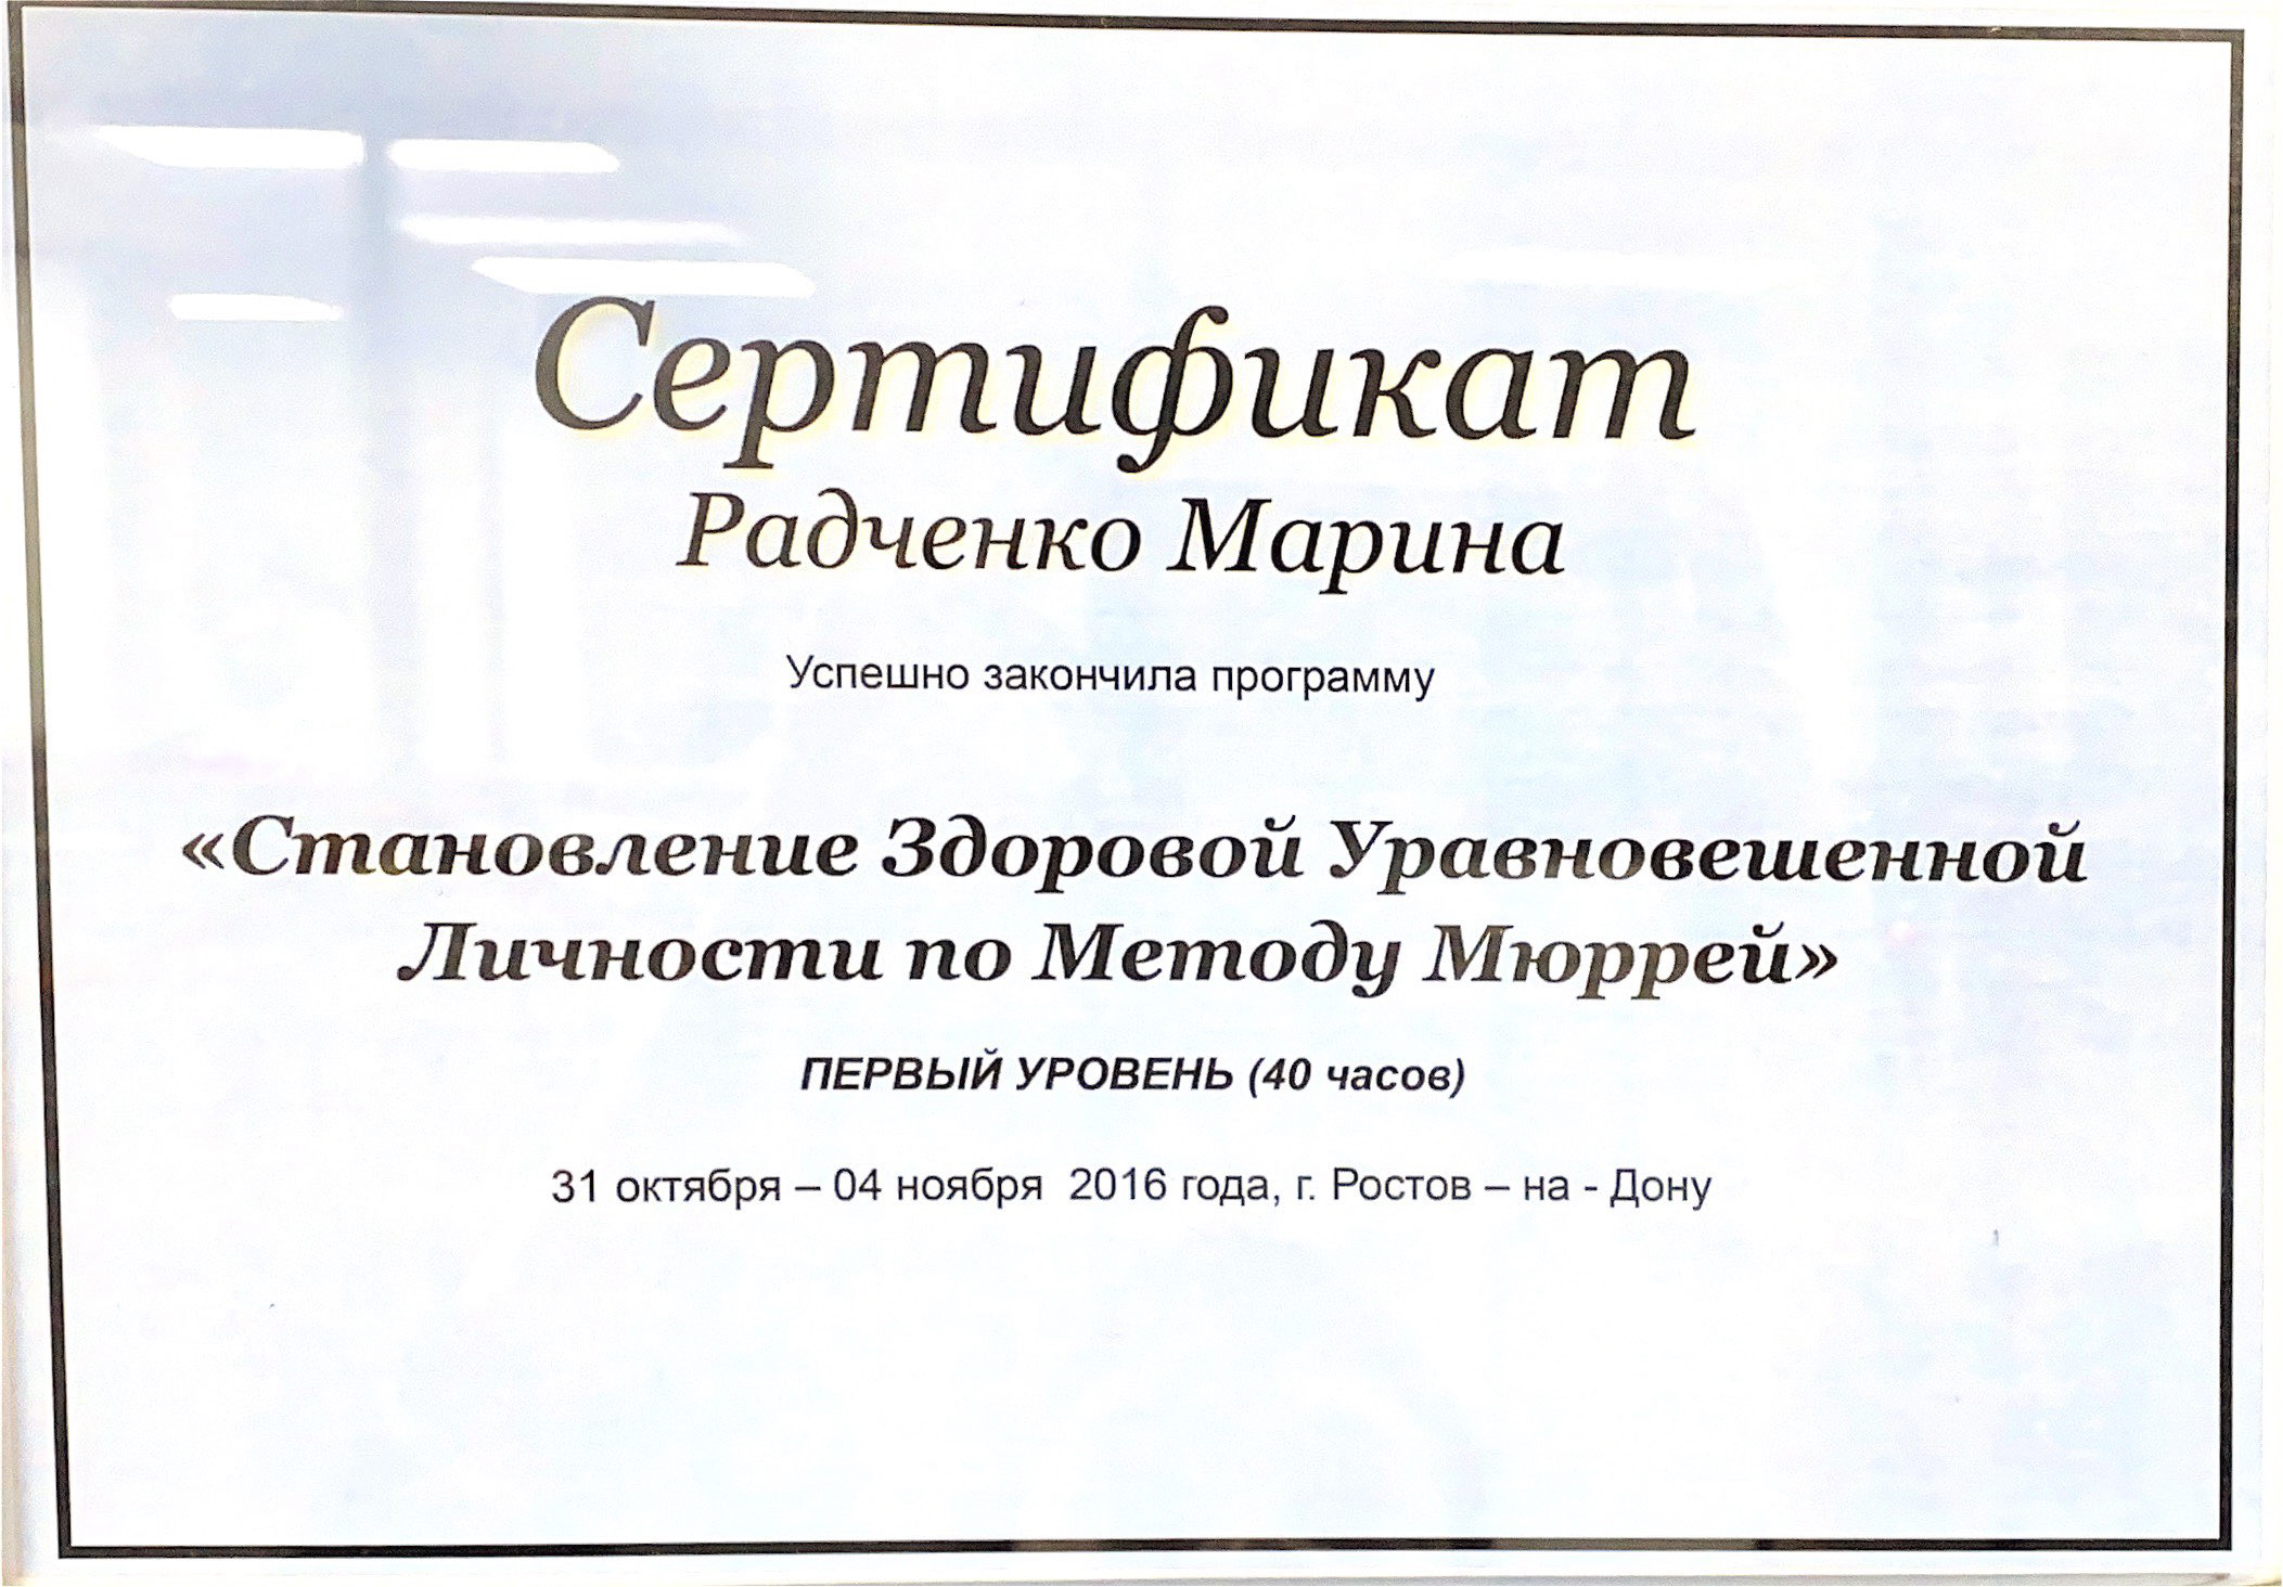 Сертификат
Радченко Марина
Успешно закончила программу
«Становление Здоровой Уравновешенной
Личности по Методу Мюррей»
ПЕРВЫЙ УРОВЕНЬ (40 часов)
31 октября – 04 ноября 2016 года, г. Ростов – на - Дону